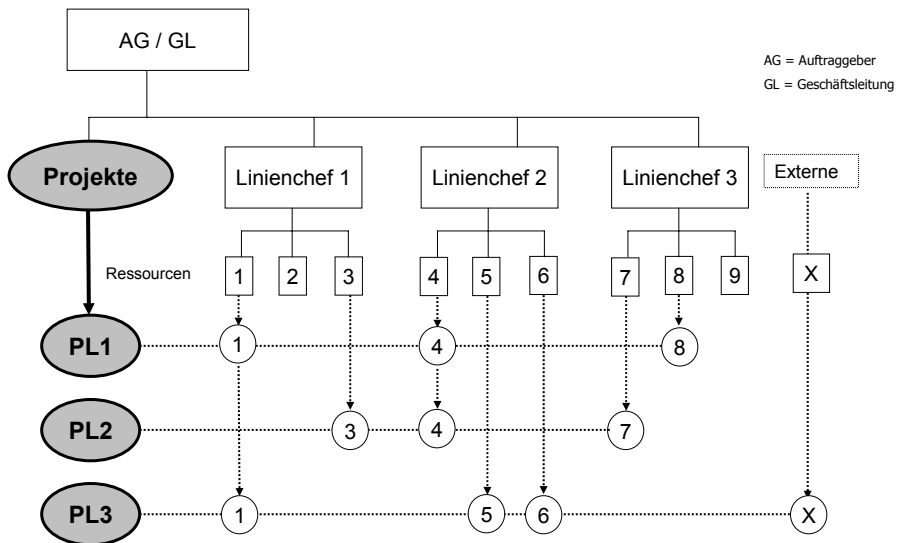 AG / GL
AG = Auftraggeber
GL = Geschäftsleitung
Projekte
Linienchef 1
Linienchef 2
Linienchef 3
Externe
Ressourcen
1 2 3 4 5 6 7 8 9 X
PL1 1 4 8
PL2 3 4 7
PL3 1 5 6 X